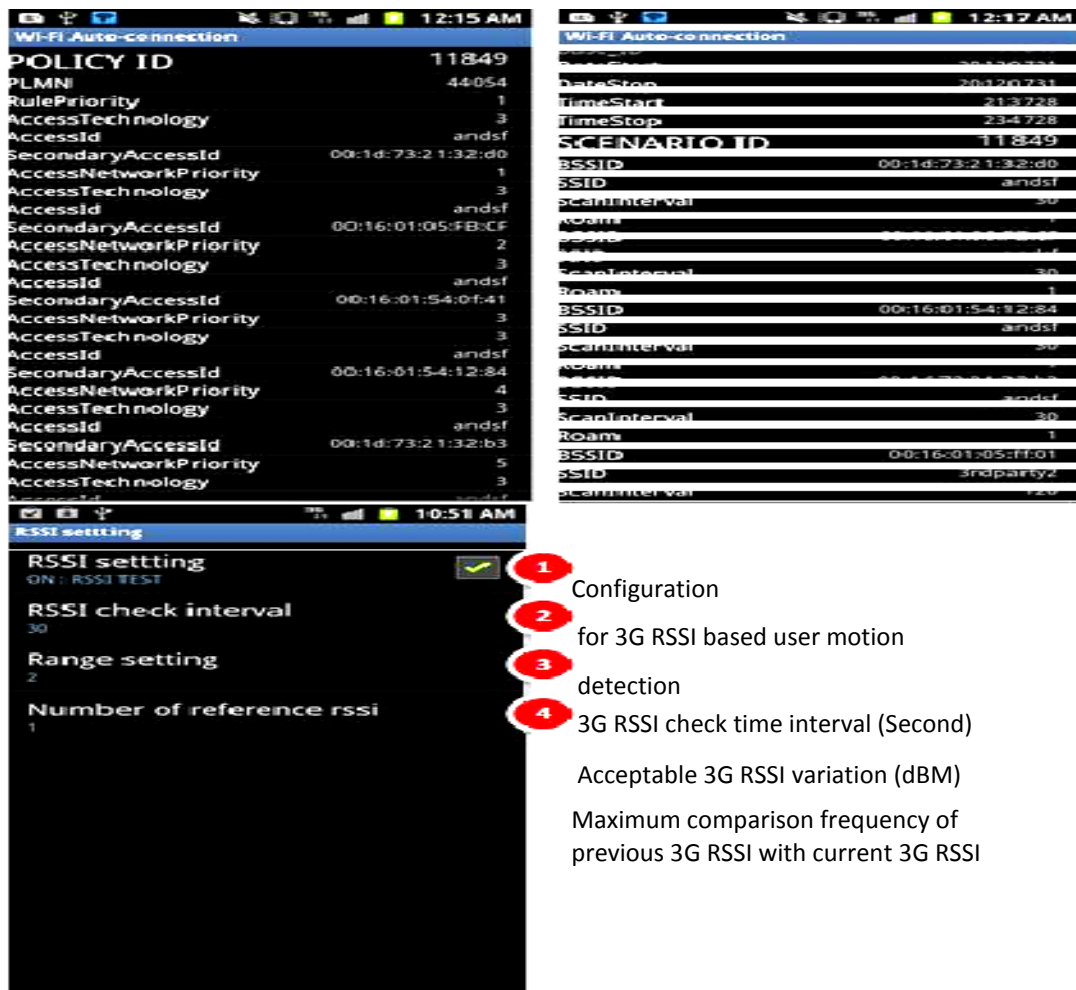 12:15 AM
Wi-Fi Auto-connection
POLICY ID 11849
PLMN 44054
RulePriority 1
AccessTechnology 3
AccessId andsf
SecondaryAccessId 00:1d:73:21:32:d0
AccessNetworkPriority 1
AccessTechnology 3
AccessId andsf
SecondaryAccessId 00:16:01:05:FB:CF
AccessNetworkPriority 2
AccessTechnology 3
AccessId andsf
SecondaryAccessId 00:16:01:54:0f:41
AccessNetworkPriority 3
AccessTechnology 3
AccessId andsf
SecondaryAccessId 00:16:01:54:12:84
AccessNetworkPriority 4
AccessTechnology 3
AccessId andsf
SecondaryAccessId 00:1d:73:21:32:b3
AccessNetworkPriority 5
AccessTechnology 3
AccessId andsf
12:17 AM
Wi-Fi Auto-connection
DateStop 20120731
TimeStart 213728
TimeStop 234728
SCENARIO ID 11849
BSSID 00:1d:73:21:32:d0
SSID andsf
ScanInterval 30
Roam
ScanInterval 30
Roam 1
BSSID 00:16:01:54:12:84
SSID andsf
ScanInterval 30
Roam
SSID andsf
ScanInterval 30
Roam 1
BSSID 00:16:01:05:ff:01
SSID 3rdparty2
ScanInterval 120
10:51 AM
RSSI settting
RSSI settting
ON : RSSI TEST
RSSI check interval
30
Range setting
2
Number of reference rssi
1
1
Configuration
2
for 3G RSSI based user motion
3
detection
4
3G RSSI check time interval (Second)
Acceptable 3G RSSI variation (dBM)
Maximum comparison frequency of
previous 3G RSSI with current 3G RSSI